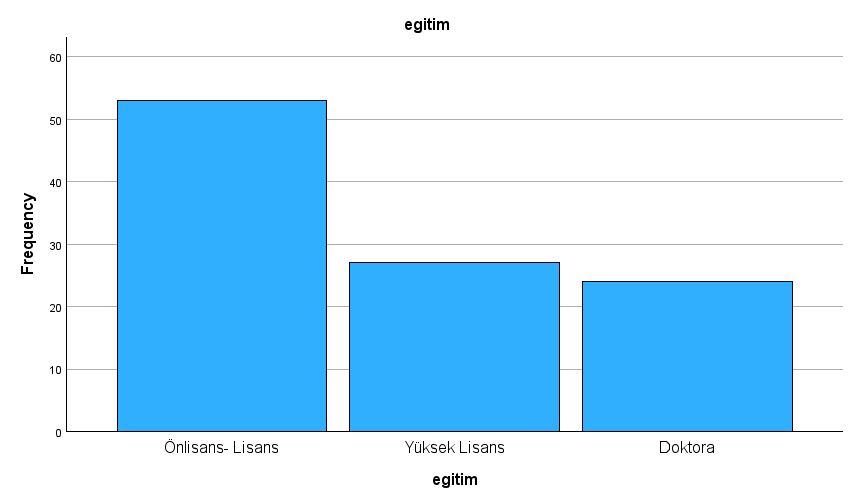 egitim
60
50
40
30
20
10
0
Frequency
Önlisans- Lisans
Yüksek Lisans
Doktora
egitim